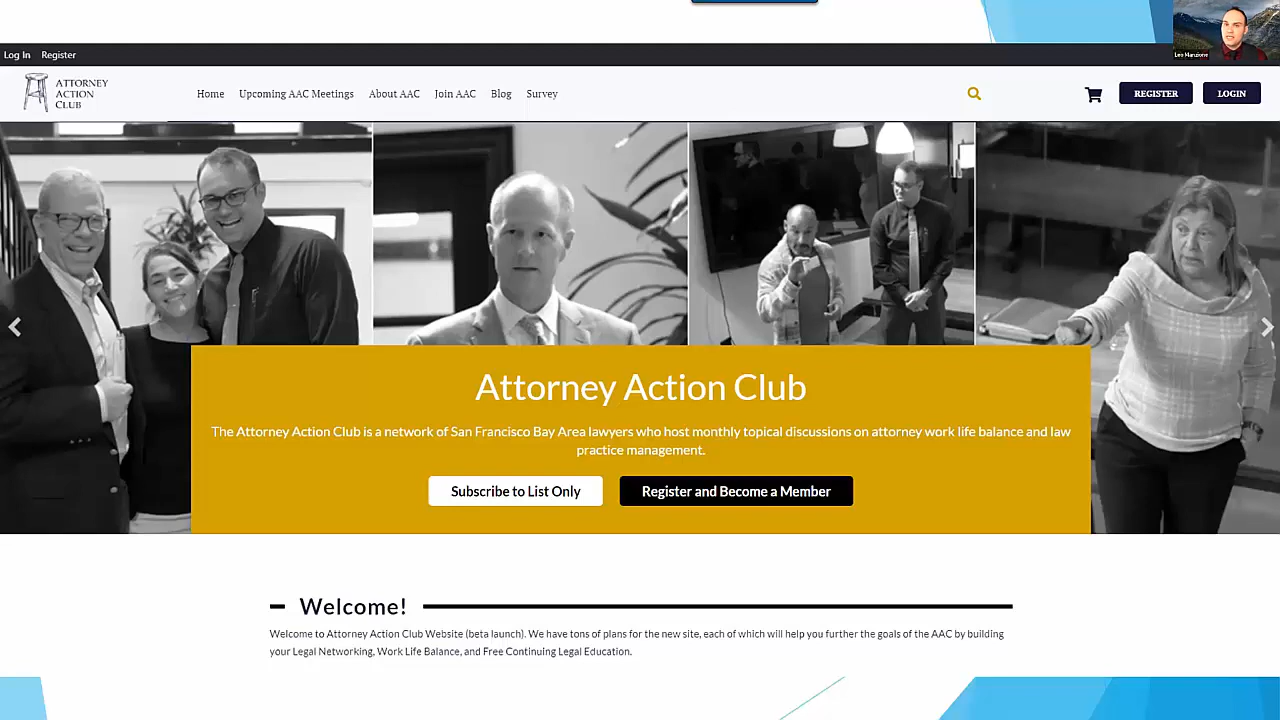 Leo Manzione
Log In Register
ATTORNEY
ACTION
CLUB
Home Upcoming AAC Meetings About AAC Join AAC Blog Survey
REGISTER LOGIN
Attorney Action Club
The Attorney Action Club is a network of San Francisco Bay Area lawyers who host monthly topical discussions on attorney work life balance and law
practice management.
Subscribe to List Only Register and Become a Member
Welcome!
Welcome to Attorney Action Club Website (beta launch). We have tons of plans for the new site, each of which will help you further the goals of the AAC by building
your Legal Networking, Work Life Balance, and Free Continuing Legal Education.